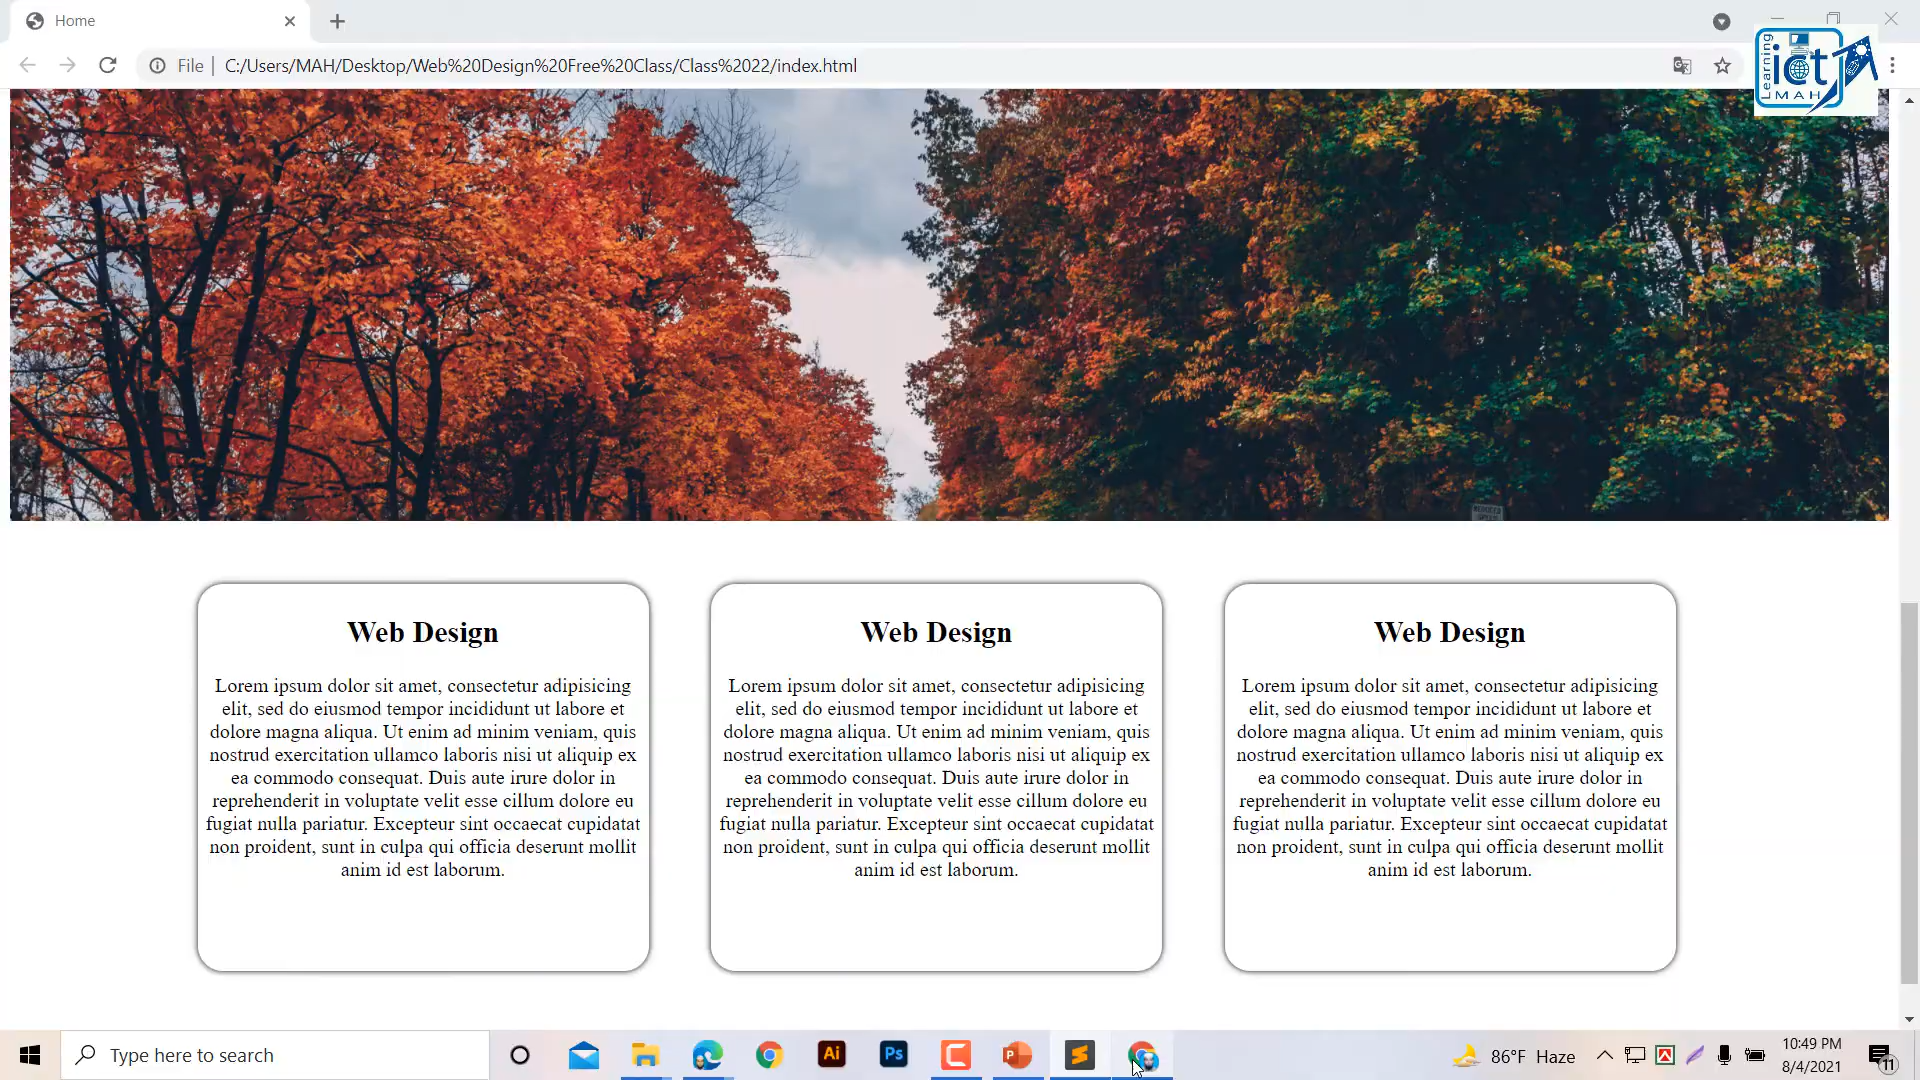 Home
File
C:/Users/MAH/Desktop/Web%20Design%20Free%20Class/Class%2022/index.html
Learning
ict
MAH
Web Design
Lorem ipsum dolor sit amet, consectetur adipisicing
elit, sed do eiusmod tempor incididunt ut labore et
dolore magna aliqua. Ut enim ad minim veniam, quis
nostrud exercitation ullamco laboris nisi ut aliquip ex
ea commodo consequat. Duis aute irure dolor in
reprehenderit in voluptate velit esse cillum dolore eu
fugiat nulla pariatur. Excepteur sint occaecat cupidatat
non proident, sunt in culpa qui officia deserunt mollit
anim id est laborum.
Web Design
Lorem ipsum dolor sit amet, consectetur adipisicing
elit, sed do eiusmod tempor incididunt ut labore et
dolore magna aliqua. Ut enim ad minim veniam, quis
nostrud exercitation ullamco laboris nisi ut aliquip ex
ea commodo consequat. Duis aute irure dolor in
reprehenderit in voluptate velit esse cillum dolore eu
fugiat nulla pariatur. Excepteur sint occaecat cupidatat
non proident, sunt in culpa qui officia deserunt mollit
anim id est laborum.
Web Design
Lorem ipsum dolor sit amet, consectetur adipisicing
elit, sed do eiusmod tempor incididunt ut labore et
dolore magna aliqua. Ut enim ad minim veniam, quis
nostrud exercitation ullamco laboris nisi ut aliquip ex
ea commodo consequat. Duis aute irure dolor in
reprehenderit in voluptate velit esse cillum dolore eu
fugiat nulla pariatur. Excepteur sint occaecat cupidatat
non proident, sunt in culpa qui officia deserunt mollit
anim id est laborum.
Type here to search
Ai
Ps
P
86°F Haze
10:49 PM
8/4/2021
11